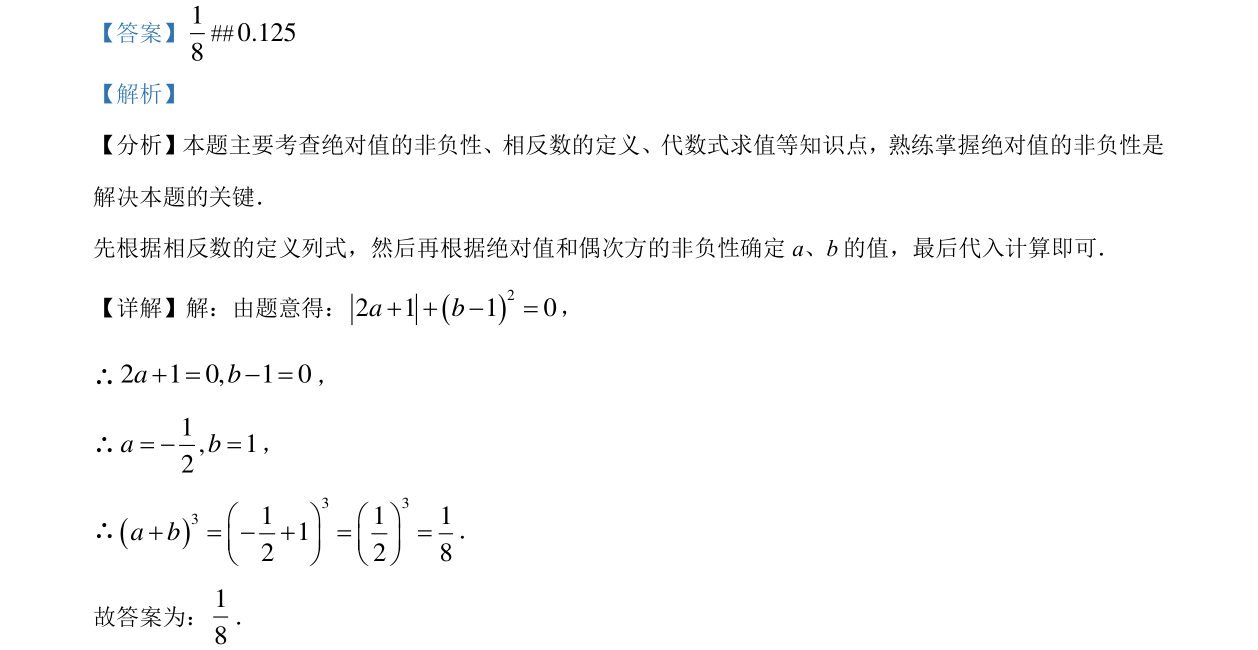 【答案】1/8##0.125
【解析】
【分析】本题主要考查绝对值的非负性、相反数的定义、代数式求值等知识点，熟练掌握绝对值的非负性是
解决本题的关键．
先根据相反数的定义列式，然后再根据绝对值和偶次方的非负性确定 a、b 的值，最后代入计算即可．
【详解】解：由题意得：|2a+1|+(b−1)²=0，
∴2a+1=0,b−1=0，
∴a=−1/2,b=1，
∴(a+b)³=(−1/2+1)³=(1/2)³=1/8．
故答案为：1/8．